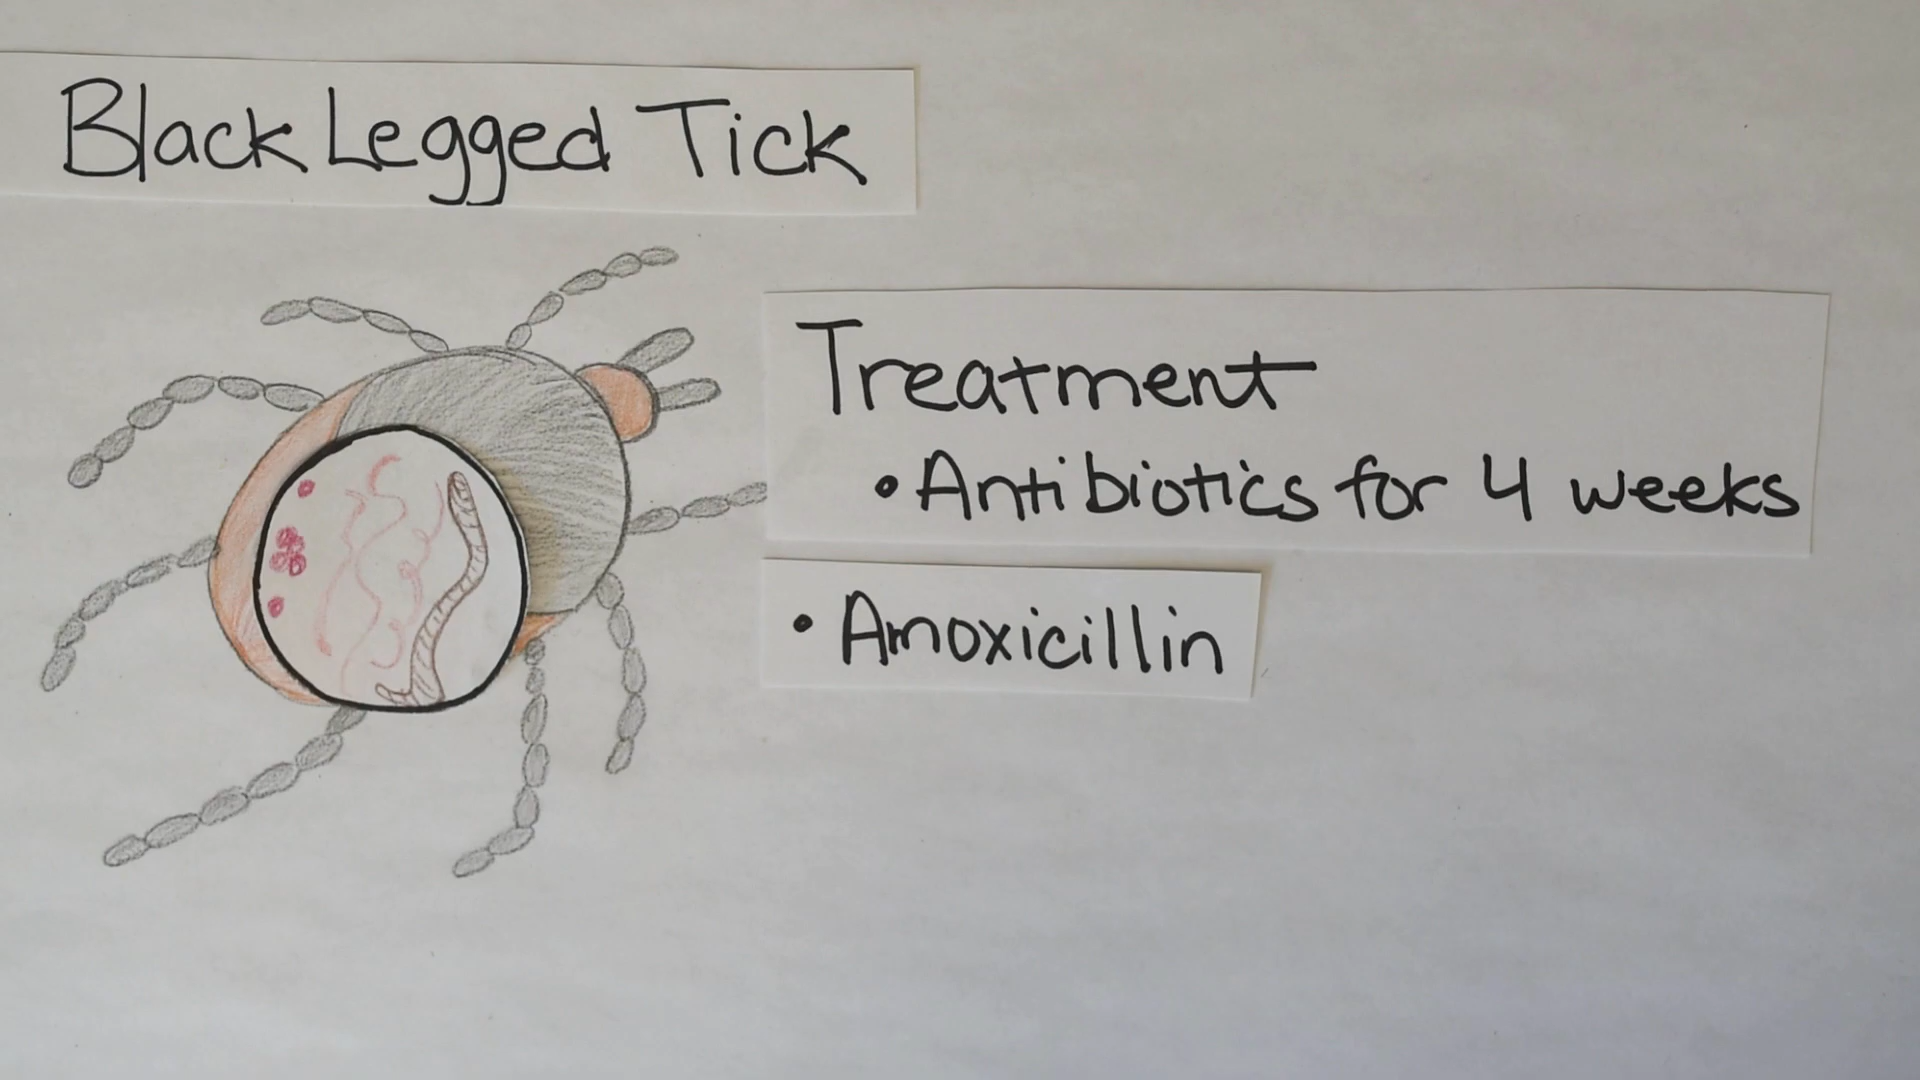 Black Legged Tick
Treatment
• Antibiotics for 4 weeks
• Amoxicillin